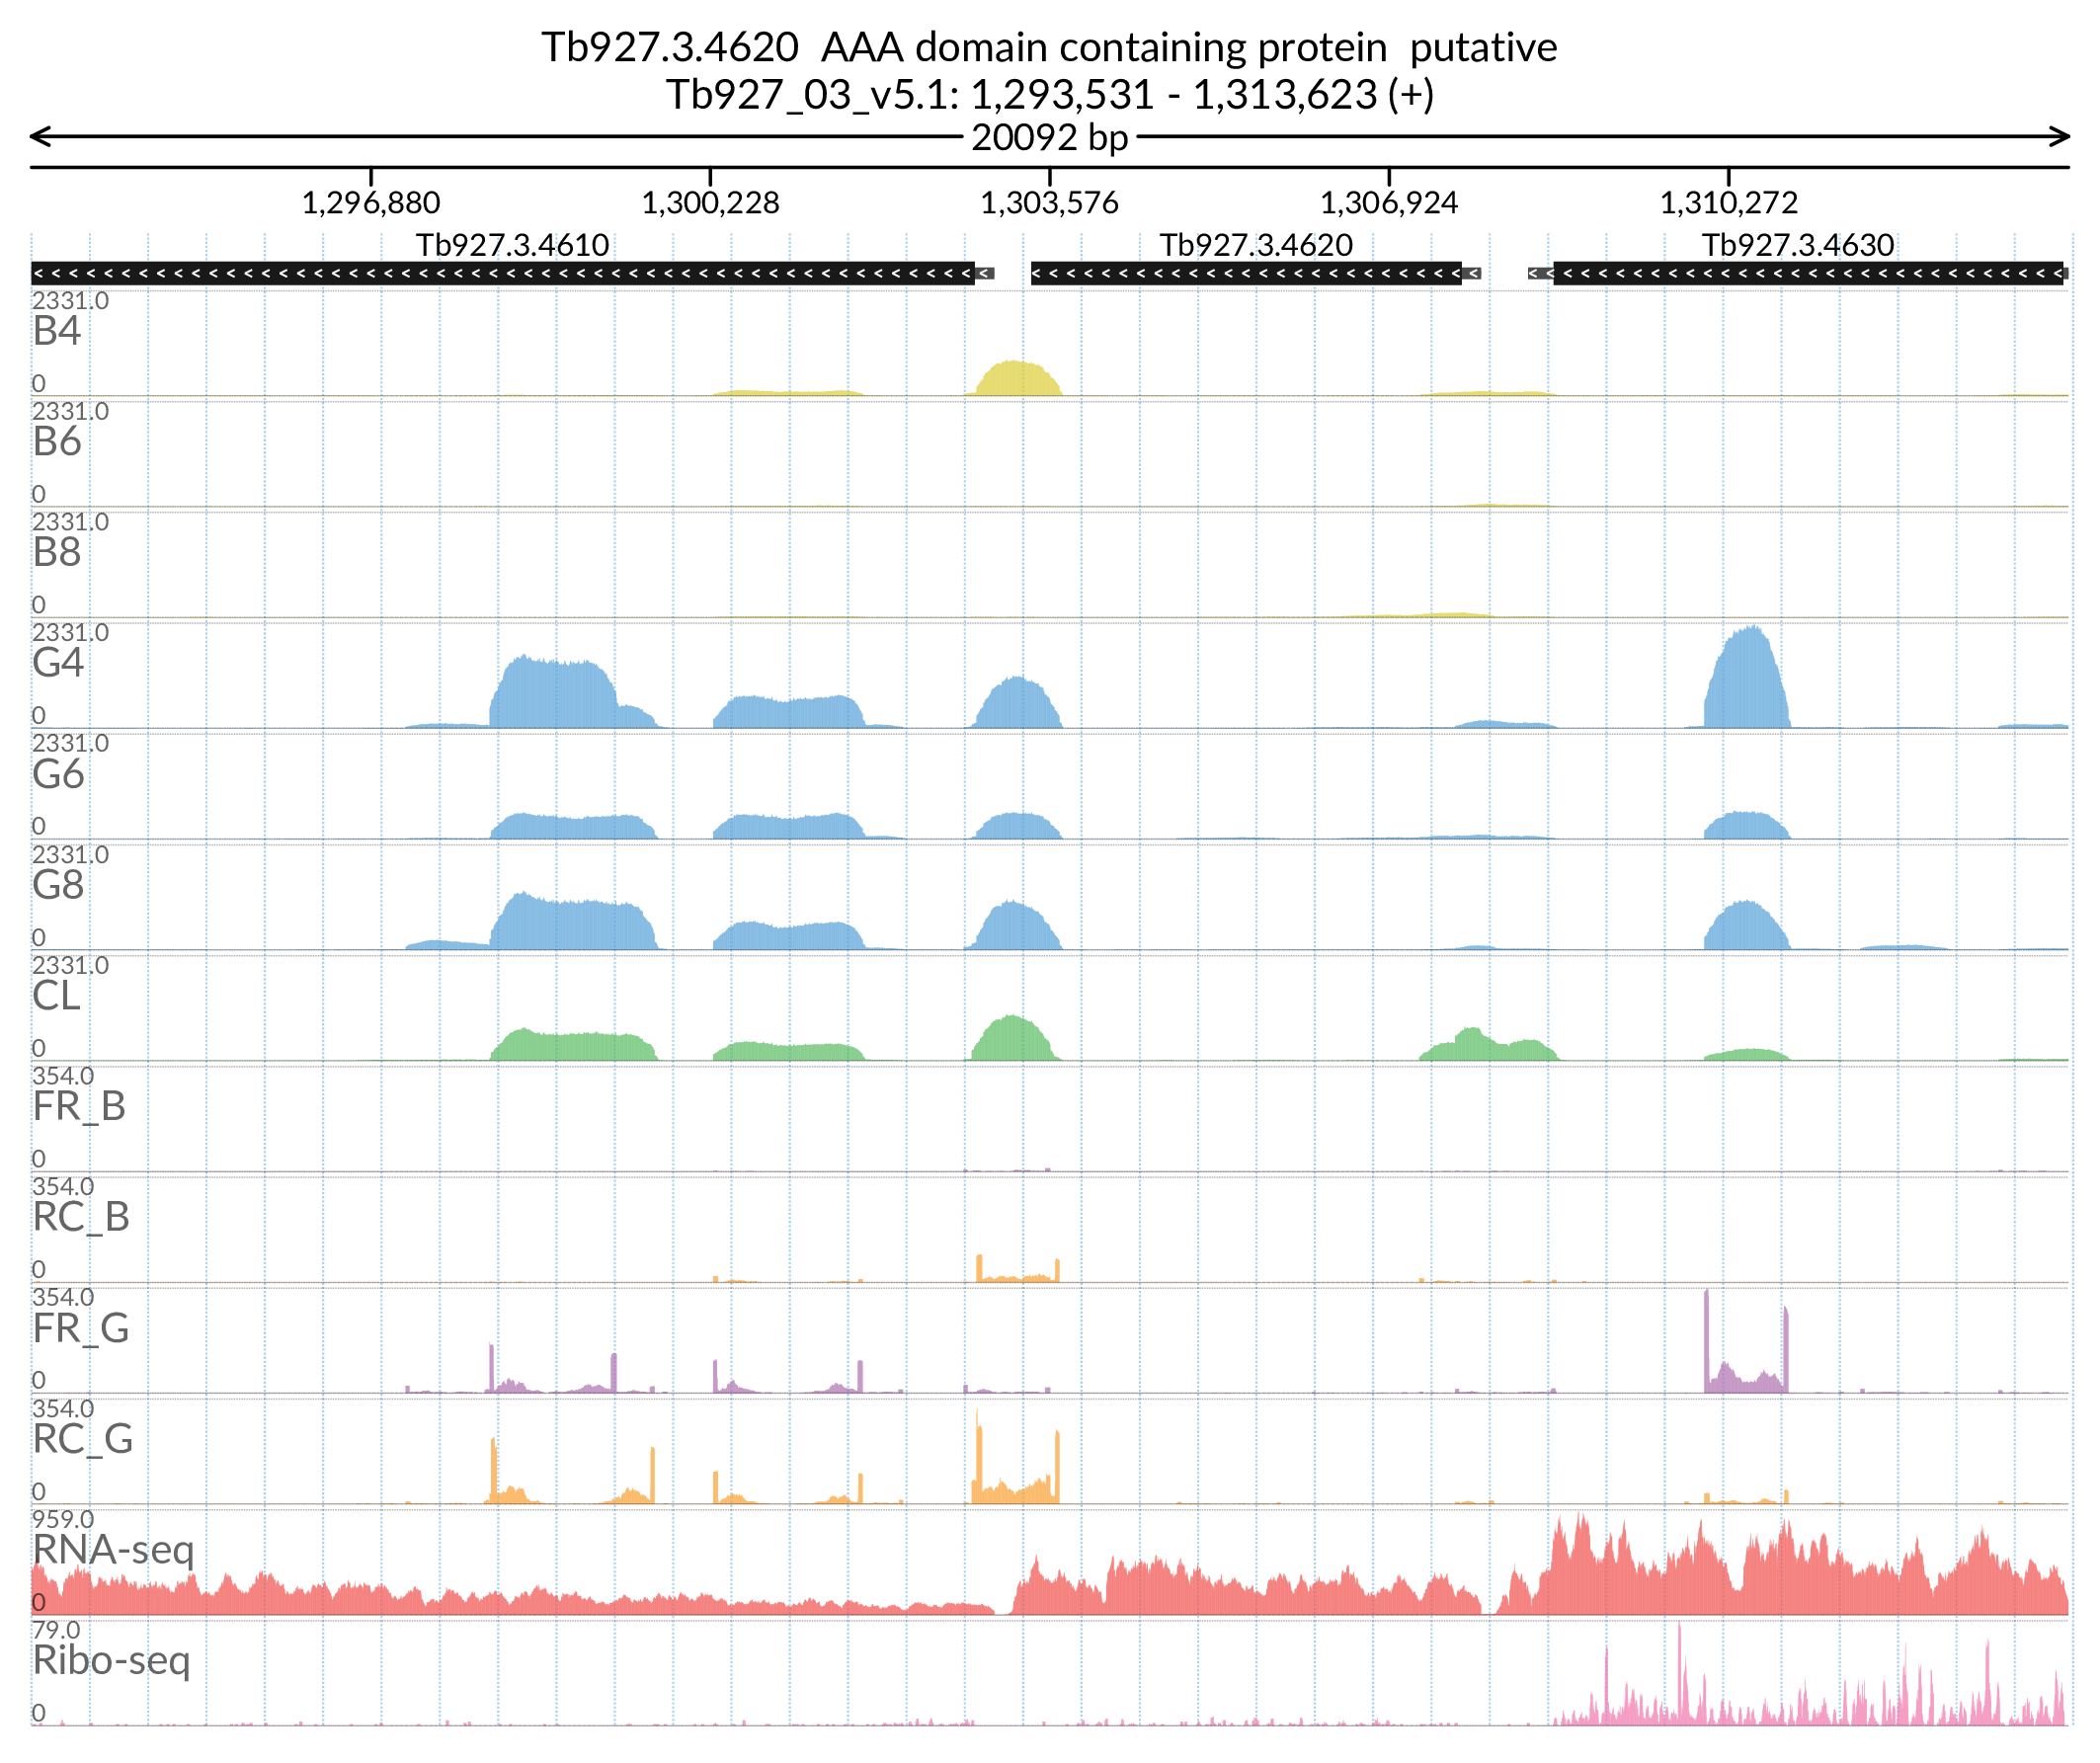 Tb927.3.4620 AAA domain containing protein putative
Tb927_03_v5.1: 1,293,531 - 1,313,623 (+)
20092 bp
1,296,880 1,300,228 1,303,576 1,306,924 1,310,272
Tb927.3.4610 Tb927.3.4620 Tb927.3.4630
2331.0
B4
0
2331.0
B6
0
2331.0
B8
0
2331.0
G4
0
2331.0
G6
0
2331.0
G8
0
2331.0
CL
0
354.0
FR_B
0
354.0
RC_B
0
354.0
FR_G
0
354.0
RC_G
0
959.0
RNA-seq
0
79.0
Ribo-seq
0